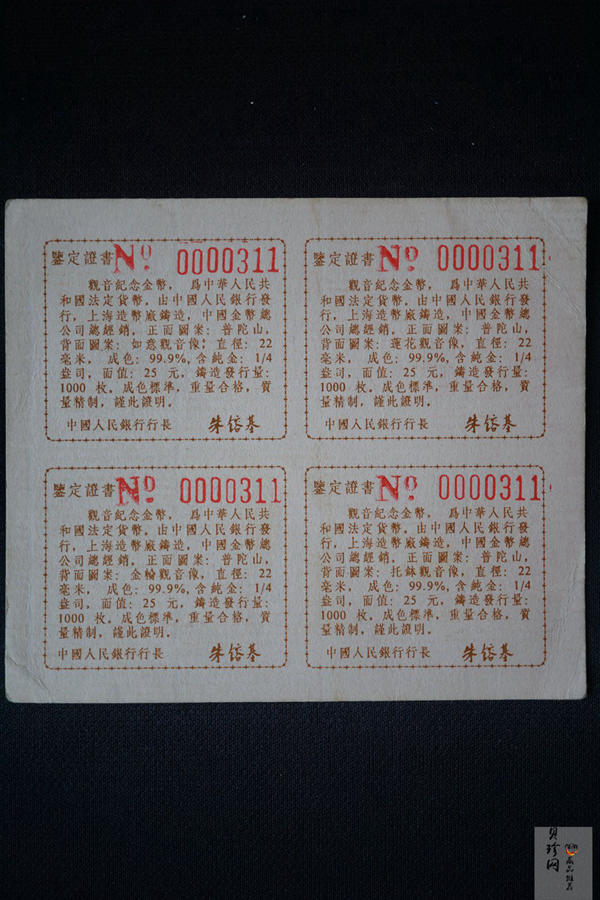 鑒定證書 № 0000311
觀音紀念金幣，爲中華人民共
和國法定貨幣，由中國人民銀行發
行，上海造幣廠鑄造，中國金幣總
公司總經銷，正面圖案：普陀山，
背面圖案：如意觀音像；直徑：22
毫米，成色：99.9%,含純金：1/4
盎司，面值：25 元，鑄造發行量：
1000 枚。成色標準，重量合格，質
量精制，謹此證明。
中國人民銀行行長 朱镕基
鑒定證書 № 0000311
觀音紀念金幣，爲中華人民共
和國法定貨幣，由中國人民銀行發
行，上海造幣廠鑄造，中國金幣總
公司總經銷，正面圖案：普陀山，
背面圖案：蓮花觀音像，直徑：22
毫米，成色：99.9%,含純金：1/4
盎司，面值：25 元，鑄造發行量：
1000 枚。成色標準，重量合格，質
量精制，謹此證明。
中國人民銀行行長 朱镕基
鑒定證書 № 0000311
觀音紀念金幣，爲中華人民共
和國法定貨幣，由中國人民銀行發
行，上海造幣廠鑄造，中國金幣總
公司總經銷，正面圖案：普陀山，
背面圖案：金輪觀音像，直徑：22
毫米，成色：99.9%,含純金：1/4
盎司，面值：25 元，鑄造發行量：
1000 枚。成色標準，重量合格，質
量精制，謹此證明。
中國人民銀行行長 朱镕基
鑒定證書 № 0000311
觀音紀念金幣，爲中華人民共
和國法定貨幣，由中國人民銀行發
行，上海造幣廠鑄造，中國金幣總
公司總經銷，正面圖案：普陀山，
背面圖案：托鉢觀音像，直徑：22
毫米，成色：99.9%,含純金：1/4
盎司，面值：25 元，鑄造發行量：
1000 枚。成色標準，重量合格，質
量精制，謹此證明。
中國人民銀行行長 朱镕基
貝珍网